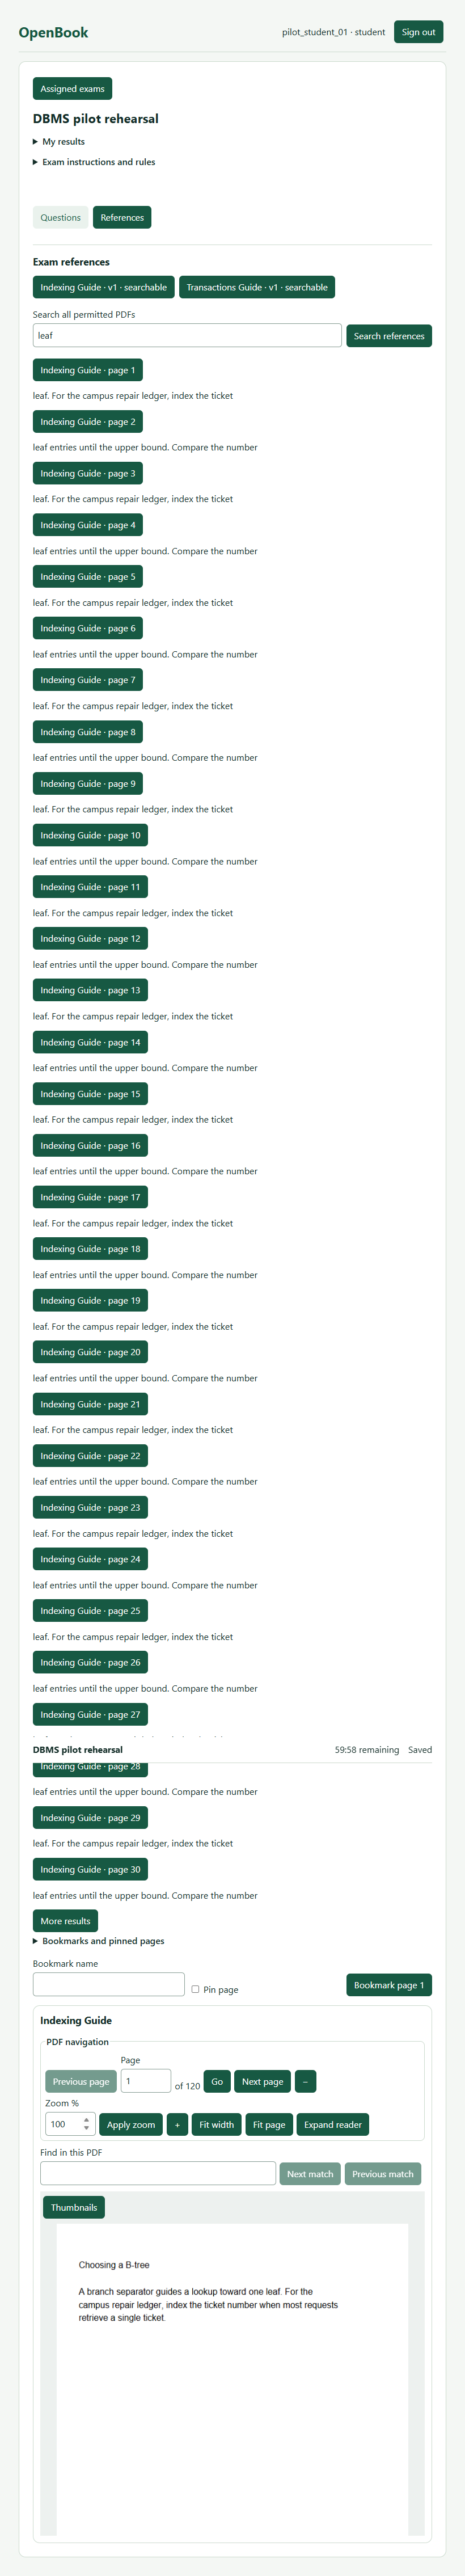 OpenBook
pilot_student_01 · student
Sign out
Assigned exams
DBMS pilot rehearsal
My results
Exam instructions and rules
Questions
References
Exam references
Indexing Guide · v1 · searchable
Transactions Guide · v1 · searchable
Search all permitted PDFs
leaf
Search references
Indexing Guide · page 1
leaf. For the campus repair ledger, index the ticket
Indexing Guide · page 2
leaf entries until the upper bound. Compare the number
Indexing Guide · page 3
leaf. For the campus repair ledger, index the ticket
Indexing Guide · page 4
leaf entries until the upper bound. Compare the number
Indexing Guide · page 5
leaf. For the campus repair ledger, index the ticket
Indexing Guide · page 6
leaf entries until the upper bound. Compare the number
Indexing Guide · page 7
leaf. For the campus repair ledger, index the ticket
Indexing Guide · page 8
leaf entries until the upper bound. Compare the number
Indexing Guide · page 9
leaf. For the campus repair ledger, index the ticket
Indexing Guide · page 10
leaf entries until the upper bound. Compare the number
Indexing Guide · page 11
leaf. For the campus repair ledger, index the ticket
Indexing Guide · page 12
leaf entries until the upper bound. Compare the number
Indexing Guide · page 13
leaf. For the campus repair ledger, index the ticket
Indexing Guide · page 14
leaf entries until the upper bound. Compare the number
Indexing Guide · page 15
leaf. For the campus repair ledger, index the ticket
Indexing Guide · page 16
leaf entries until the upper bound. Compare the number
Indexing Guide · page 17
leaf. For the campus repair ledger, index the ticket
Indexing Guide · page 18
leaf entries until the upper bound. Compare the number
Indexing Guide · page 19
leaf. For the campus repair ledger, index the ticket
Indexing Guide · page 20
leaf entries until the upper bound. Compare the number
Indexing Guide · page 21
leaf. For the campus repair ledger, index the ticket
Indexing Guide · page 22
leaf entries until the upper bound. Compare the number
Indexing Guide · page 23
leaf. For the campus repair ledger, index the ticket
Indexing Guide · page 24
leaf entries until the upper bound. Compare the number
Indexing Guide · page 25
leaf. For the campus repair ledger, index the ticket
Indexing Guide · page 26
leaf entries until the upper bound. Compare the number
Indexing Guide · page 27
DBMS pilot rehearsal
59:58 remaining
Saved
Indexing Guide · page 28
leaf entries until the upper bound. Compare the number
Indexing Guide · page 29
leaf. For the campus repair ledger, index the ticket
Indexing Guide · page 30
leaf entries until the upper bound. Compare the number
More results
Bookmarks and pinned pages
Bookmark name
Pin page
Bookmark page 1
Indexing Guide
PDF navigation
Previous page
Page
1
of 120
Go
Next page
−
Zoom %
100
Apply zoom
+
Fit width
Fit page
Expand reader
Find in this PDF
Next match
Previous match
Thumbnails
Choosing a B-tree
A branch separator guides a lookup toward one leaf. For the
campus repair ledger, index the ticket number when most requests
retrieve a single ticket.